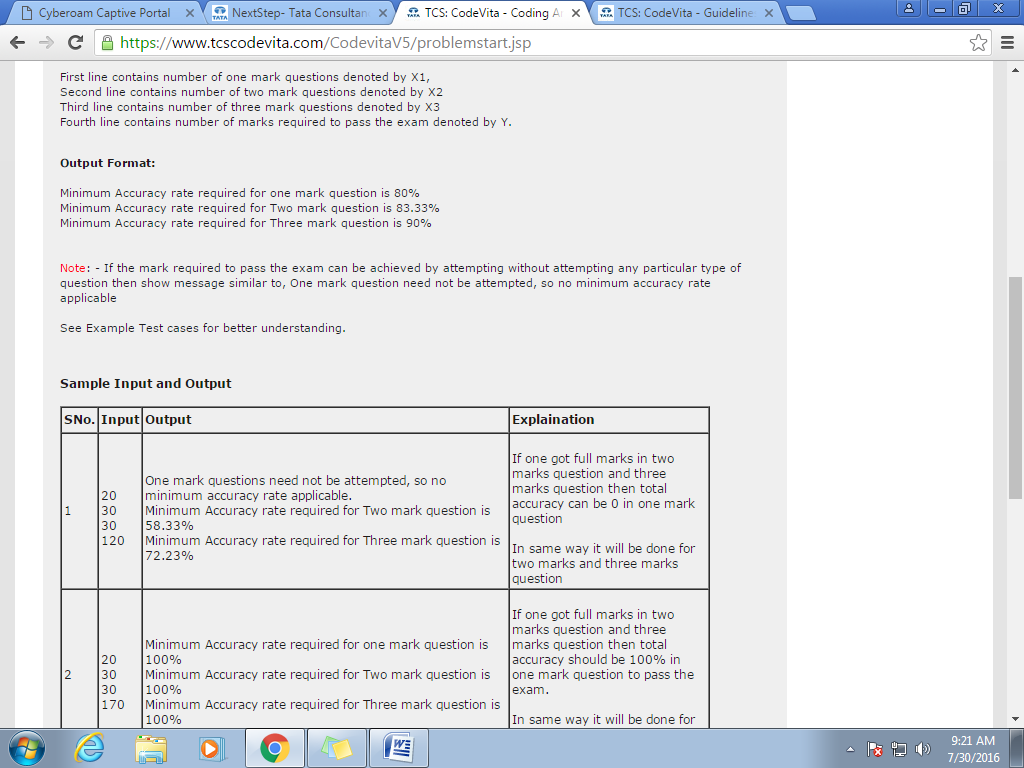 Cyberoam Captive Portal
NextStep- Tata Consultan
TCS: CodeVita - Coding A
TCS: CodeVita - Guideline
https://www.tcscodevita.com/CodevitaV5/problemstart.jsp
First line contains number of one mark questions denoted by X1,
Second line contains number of two mark questions denoted by X2
Third line contains number of three mark questions denoted by X3
Fourth line contains number of marks required to pass the exam denoted by Y.
Output Format:
Minimum Accuracy rate required for one mark question is 80%
Minimum Accuracy rate required for Two mark question is 83.33%
Minimum Accuracy rate required for Three mark question is 90%
Note: - If the mark required to pass the exam can be achieved by attempting without attempting any particular type of
question then show message similar to, One mark question need not be attempted, so no minimum accuracy rate
applicable
See Example Test cases for better understanding.
Sample Input and Output
SNo. Input Output Explaination
1
20
30
30
120
One mark questions need not be attempted, so no
minimum accuracy rate applicable.
Minimum Accuracy rate required for Two mark question is
58.33%
Minimum Accuracy rate required for Three mark question is
72.23%
If one got full marks in two
marks question and three
marks question then total
accuracy can be 0 in one mark
question
In same way it will be done for
two marks and three marks
question
2
20
30
30
170
Minimum Accuracy rate required for one mark question is
100%
Minimum Accuracy rate required for Two mark question is
100%
Minimum Accuracy rate required for Three mark question is
100%
If one got full marks in two
marks question and three
marks question then total
accuracy should be 100% in
one mark question to pass the
exam.
In same way it will be done for
9:21 AM
7/30/2016